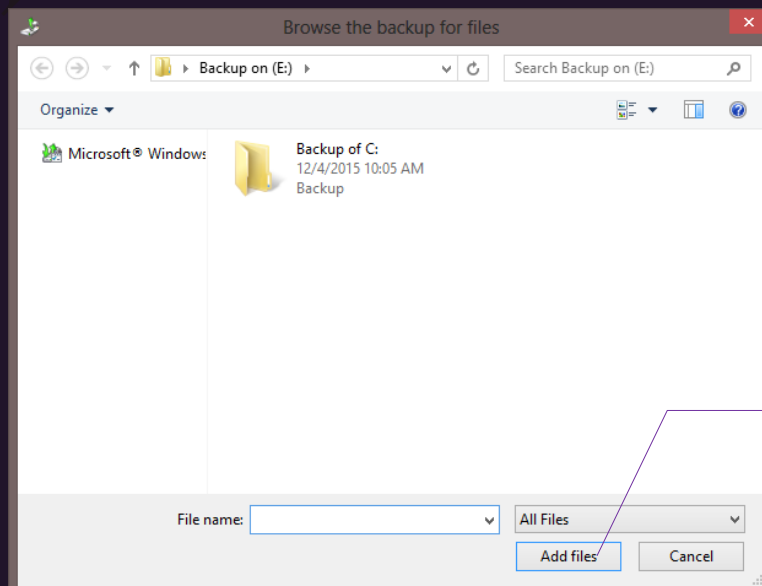 Browse the backup for files
Backup on (E:)
Search Backup on (E:)
Organize
Microsoft® Windows
Backup of C:
12/4/2015 10:05 AM
Backup
File name:
All Files
Add files
Cancel